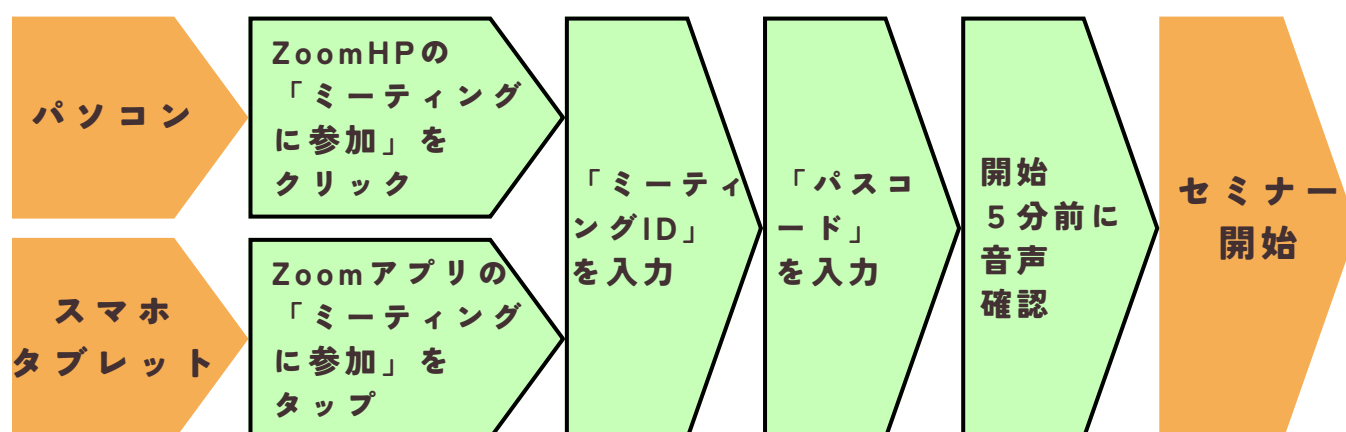 パソコン
ZoomHPの
「ミーティング
に参加」を
クリック
スマホ
タブレット
Zoomアプリの
「ミーティング
に参加」を
タップ
「ミーティ
ングID」
を入力
「パスコ
ード」
を入力
開始
５分前に
音声
確認
セミナー
開始